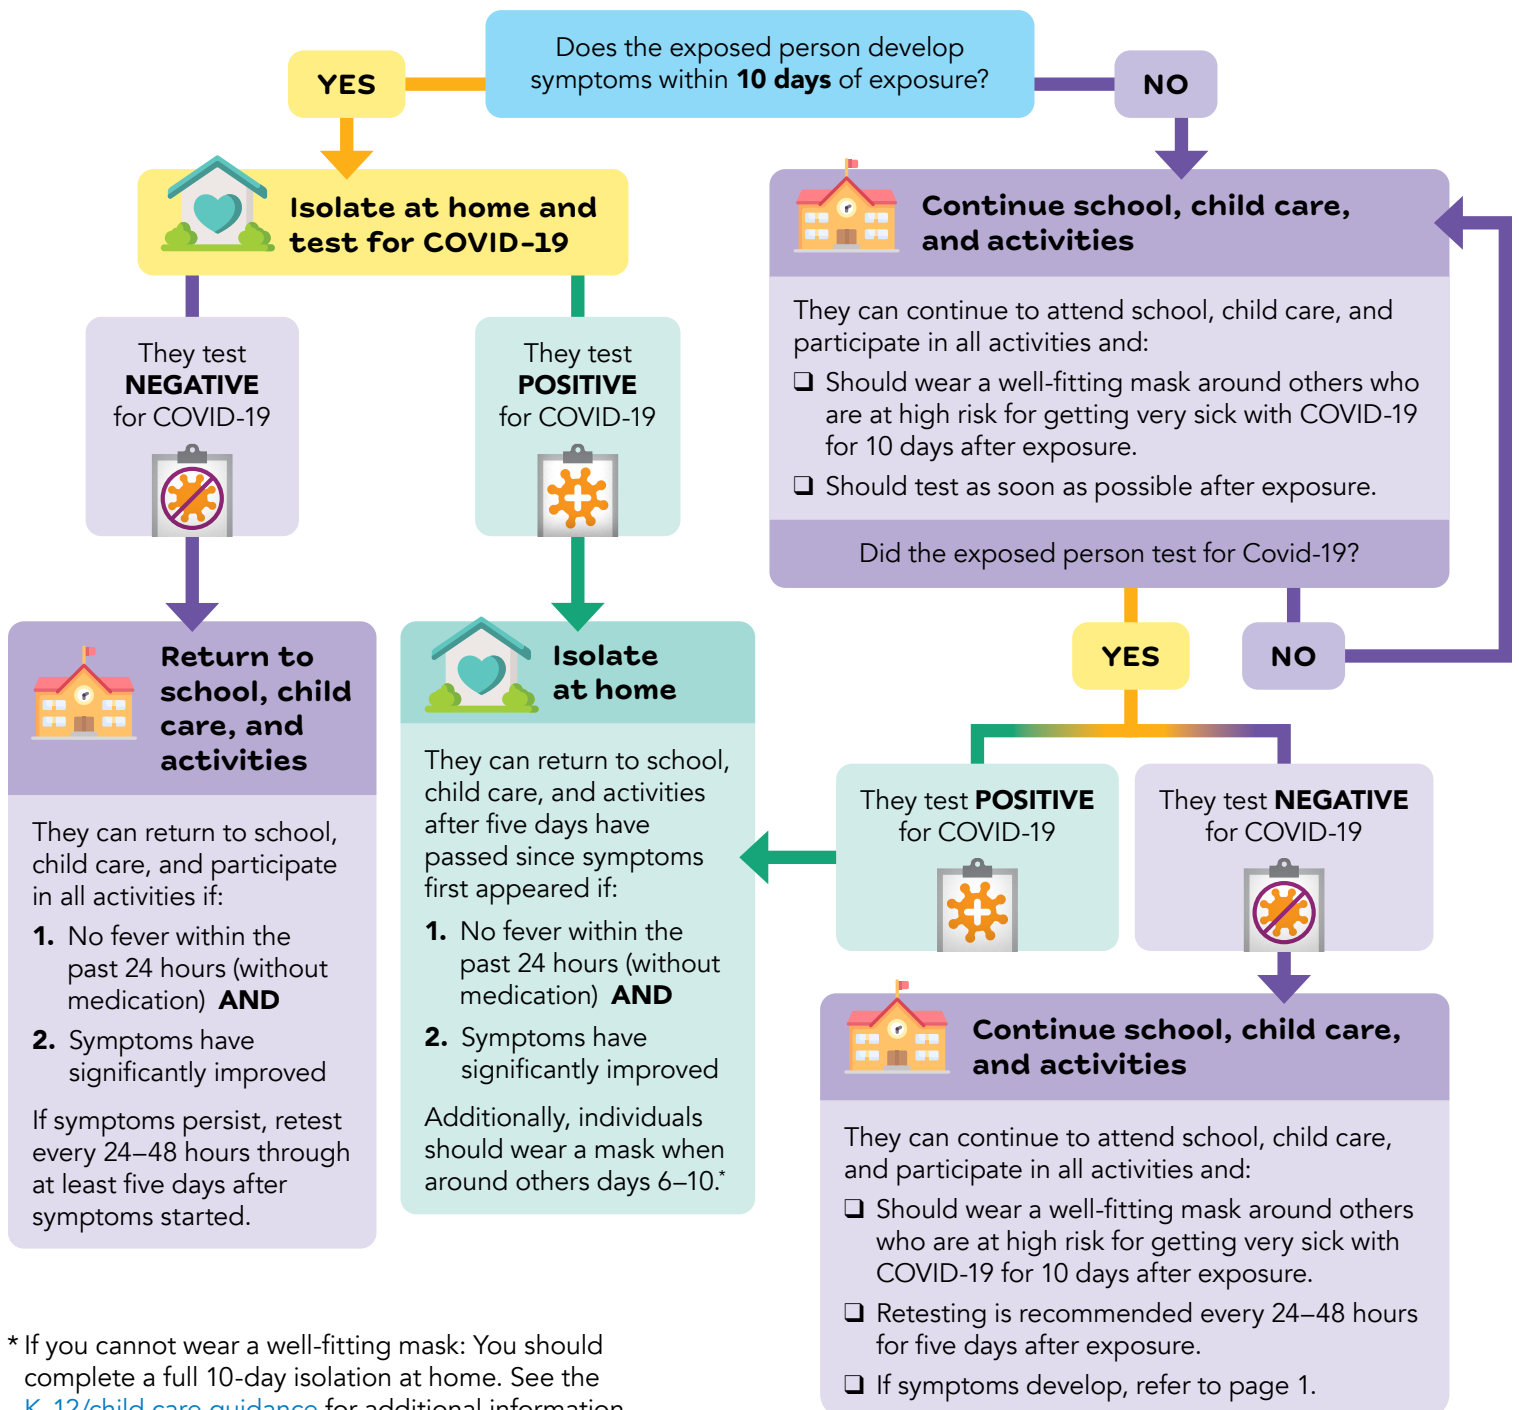 Does the exposed person develop
symptoms within 10 days of exposure?
YES
NO
Isolate at home and
test for COVID-19
They test
NEGATIVE
for COVID-19
They test
POSITIVE
for COVID-19
Return to
school, child
care, and
activities
They can return to school,
child care, and participate
in all activities if:
1. No fever within the
past 24 hours (without
medication) AND
2. Symptoms have
significantly improved
If symptoms persist, retest
every 24–48 hours through
at least five days after
symptoms started.
Isolate
at home
They can return to school,
child care, and activities
after five days have
passed since symptoms
first appeared if:
1. No fever within the
past 24 hours (without
medication) AND
2. Symptoms have
significantly improved
Additionally, individuals
should wear a mask when
around others days 6–10.*
Continue school, child care,
and activities
They can continue to attend school, child care, and
participate in all activities and:
❑ Should wear a well-fitting mask around others who
are at high risk for getting very sick with COVID-19
for 10 days after exposure.
❑ Should test as soon as possible after exposure.
Did the exposed person test for Covid-19?
YES
NO
They test POSITIVE
for COVID-19
They test NEGATIVE
for COVID-19
Continue school, child care,
and activities
They can continue to attend school, child care,
and participate in all activities and:
❑ Should wear a well-fitting mask around others
who are at high risk for getting very sick with
COVID-19 for 10 days after exposure.
❑ Retesting is recommended every 24–48 hours
for five days after exposure.
❑ If symptoms develop, refer to page 1.
* If you cannot wear a well-fitting mask: You should
complete a full 10-day isolation at home. See the
K-12/child care guidance for additional information